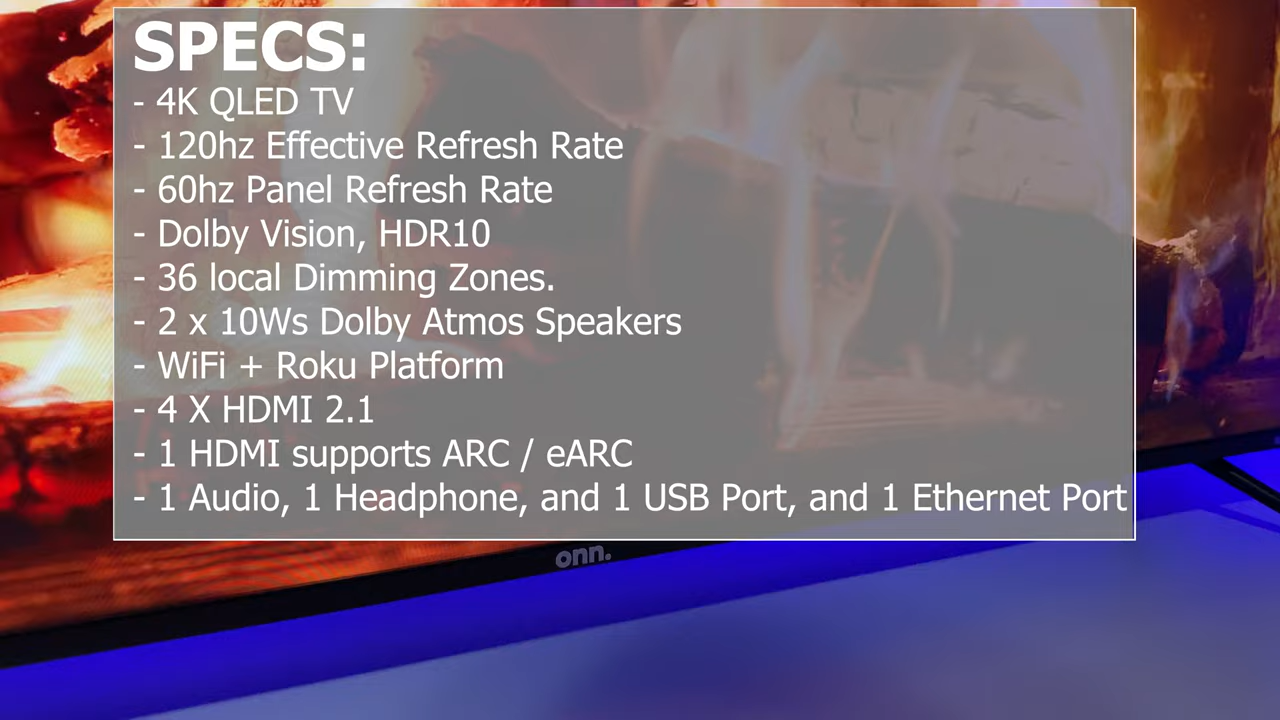 SPECS:
- 4K QLED TV
- 120hz Effective Refresh Rate
- 60hz Panel Refresh Rate
- Dolby Vision, HDR10
- 36 local Dimming Zones.
- 2 x 10Ws Dolby Atmos Speakers
- WiFi + Roku Platform
- 4 X HDMI 2.1
- 1 HDMI supports ARC / eARC
- 1 Audio, 1 Headphone, and 1 USB Port, and 1 Ethernet Port
onn.